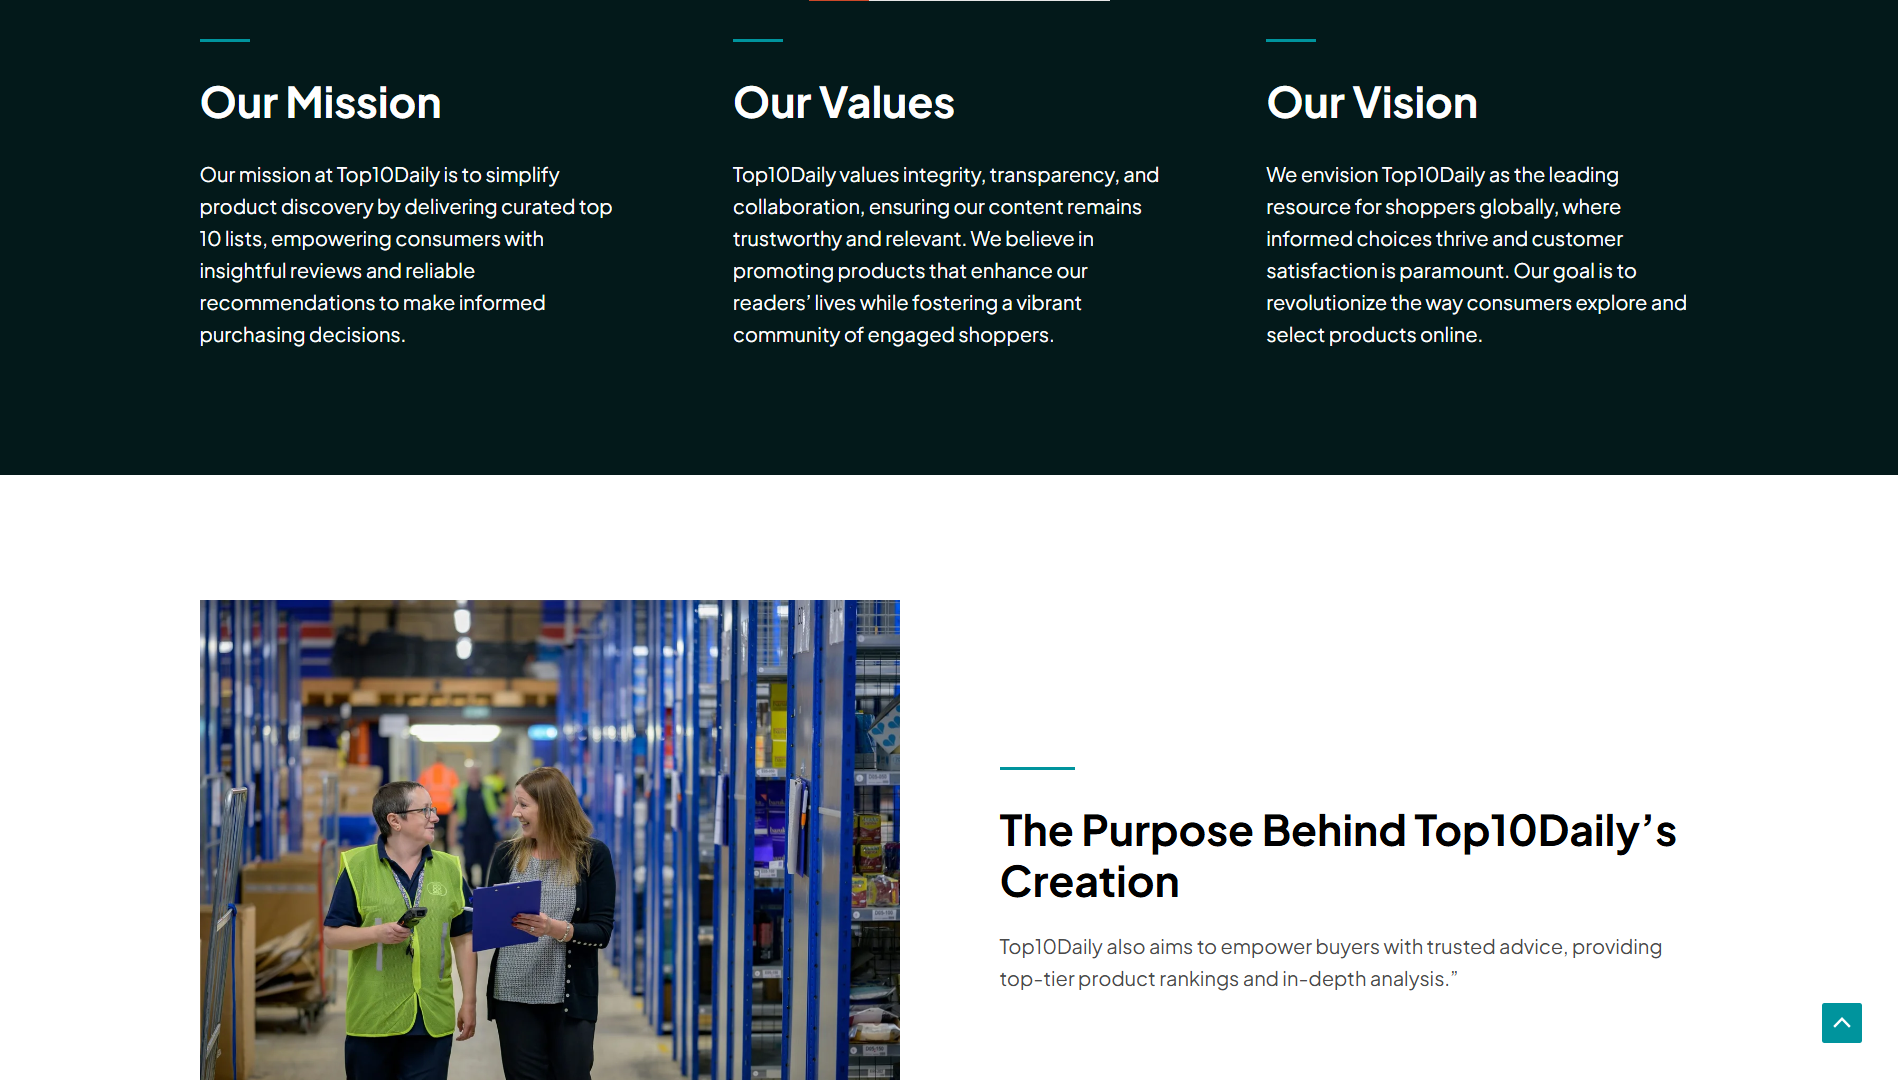 Our Mission
Our mission at Top10Daily is to simplify
product discovery by delivering curated top
10 lists, empowering consumers with
insightful reviews and reliable
recommendations to make informed
purchasing decisions.
Our Values
Top10Daily values integrity, transparency, and
collaboration, ensuring our content remains
trustworthy and relevant. We believe in
promoting products that enhance our
readers’ lives while fostering a vibrant
community of engaged shoppers.
Our Vision
We envision Top10Daily as the leading
resource for shoppers globally, where
informed choices thrive and customer
satisfaction is paramount. Our goal is to
revolutionize the way consumers explore and
select products online.
The Purpose Behind Top10Daily’s
Creation
Top10Daily also aims to empower buyers with trusted advice, providing
top-tier product rankings and in-depth analysis.”